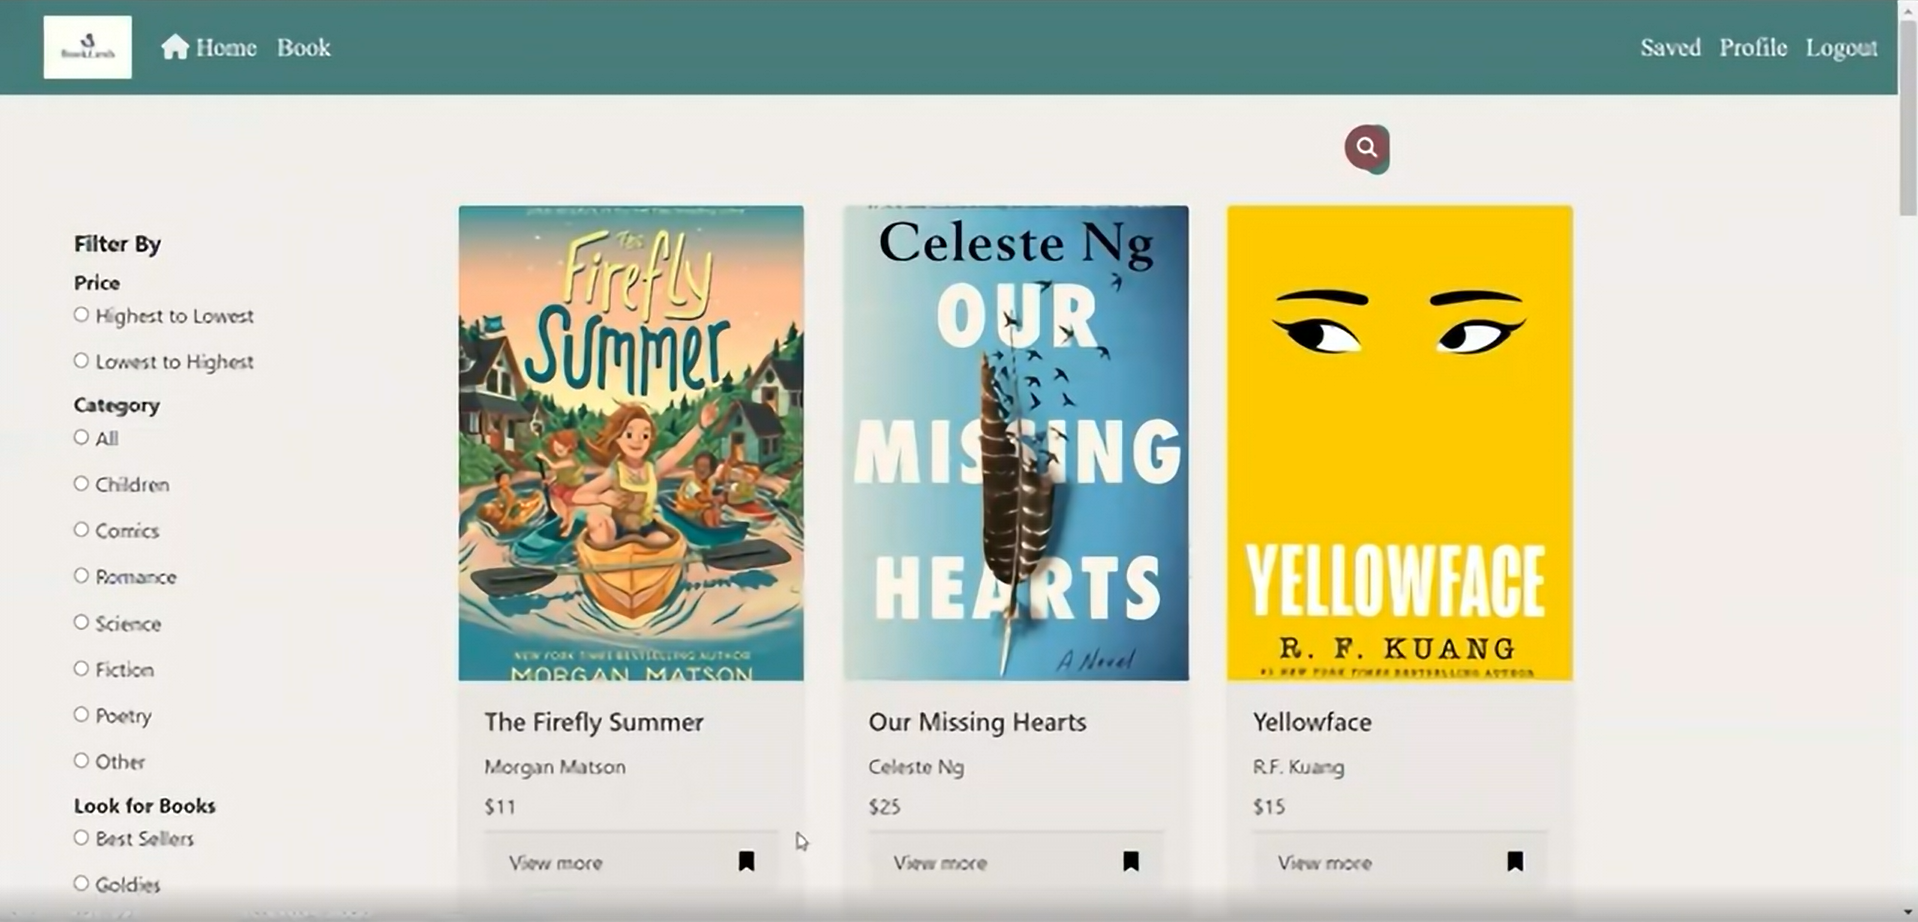 BookLands
Home Book
Saved Profile Logout
Filter By
Price
Highest to Lowest
Lowest to Highest
Category
All
Children
Comics
Romance
Science
Fiction
Poetry
Other
Look for Books
Best Sellers
Goldies
The
Firefly
Summer
NEW YORK TIMES BESTSELLING AUTHOR
MORGAN MATSON
The Firefly Summer
Morgan Matson
$11
View more
Celeste Ng
OUR
MISSING
HEARTS
A Novel
Our Missing Hearts
Celeste Ng
$25
View more
YELLOWFACE
R. F. KUANG
#1 NEW YORK TIMES BESTSELLING AUTHOR
Yellowface
R.F. Kuang
$15
View more